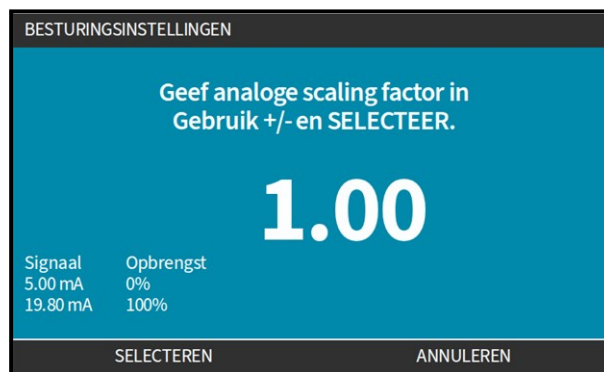 BESTURINGSINSTELLINGEN
Geef analoge scaling factor in
Gebruik +/- en SELECTEER.
1.00
Signaal Opbrengst
5.00 mA 0%
19.80 mA 100%
SELECTEREN ANNULEREN